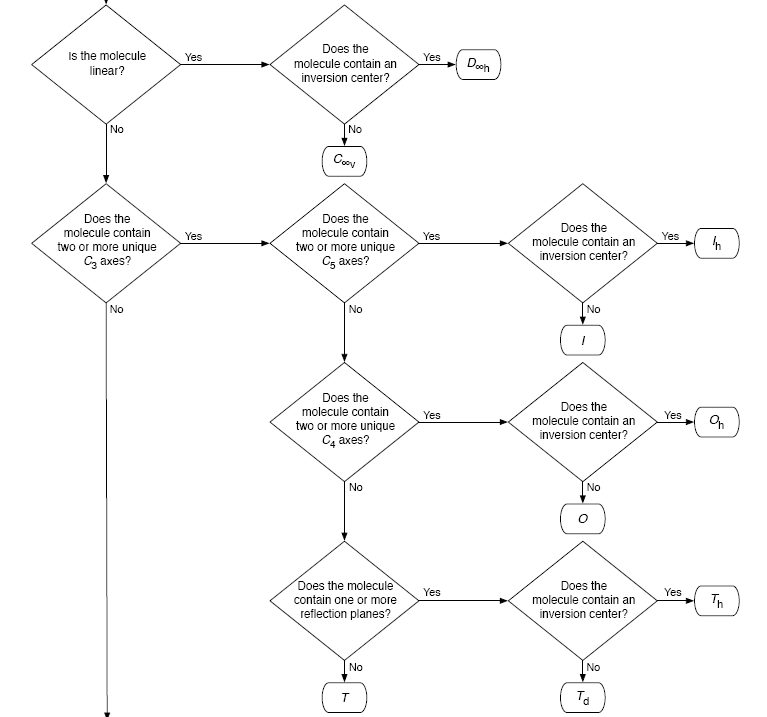 Is the molecule
linear?
Yes
Does the
molecule contain an
inversion center?
Yes
D∞h
No
No
C∞v
Does the
molecule contain
two or more unique
C3 axes?
Yes
Does the
molecule contain
two or more unique
C5 axes?
Yes
Does the
molecule contain an
inversion center?
Yes
Ih
No
No
No
I
Does the
molecule contain
two or more unique
C4 axes?
Yes
Does the
molecule contain an
inversion center?
Yes
Oh
No
No
O
Does the molecule
contain one or more
reflection planes?
Yes
Does the
molecule contain an
inversion center?
Yes
Th
No
No
T
Td